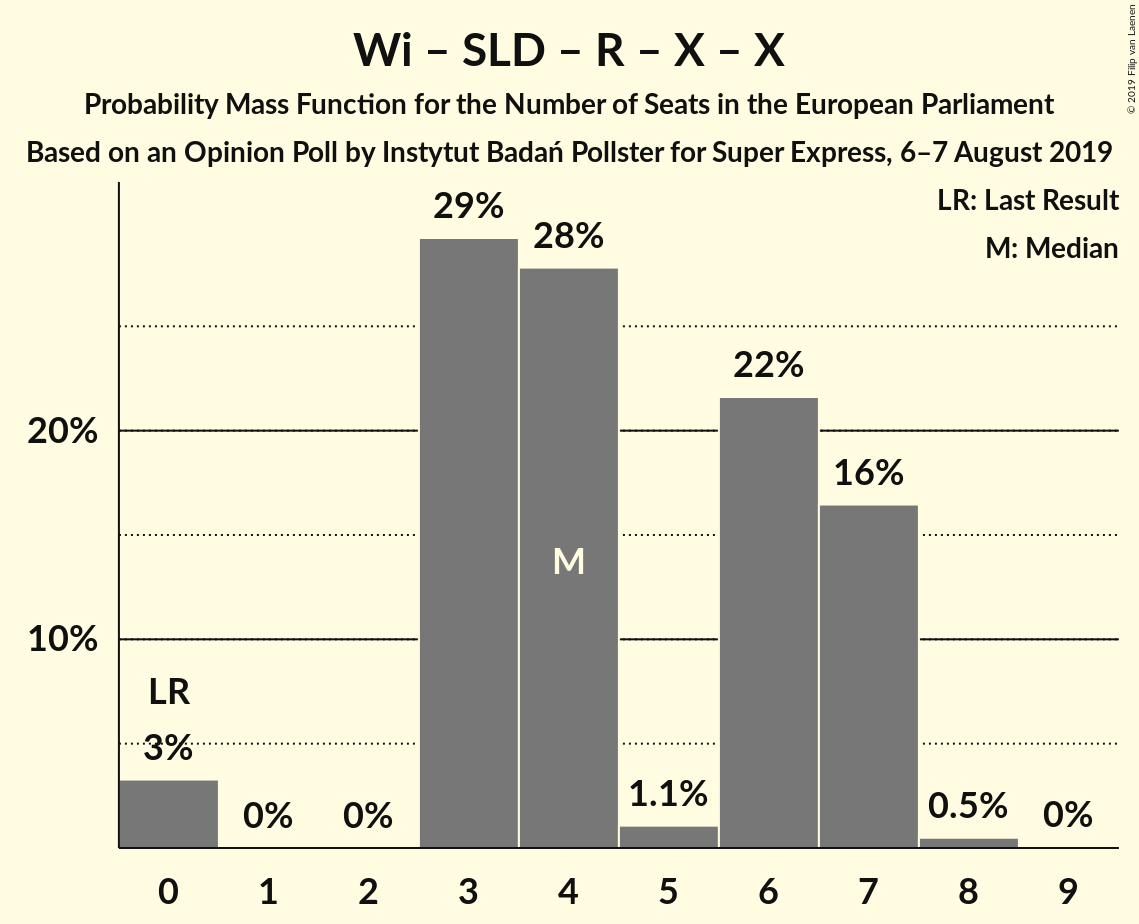 Wi – SLD – R – X – X
Probability Mass Function for the Number of Seats in the European Parliament
Based on an Opinion Poll by Instytut Badań Pollster for Super Express, 6–7 August 2019
© 2019 Filip van Laenen
LR: Last Result
M: Median
29%
28%
22%
20%
16%
M
10%
LR
3%
0%
0%
1.1%
0.5%
0%
0 1 2 3 4 5 6 7 8 9